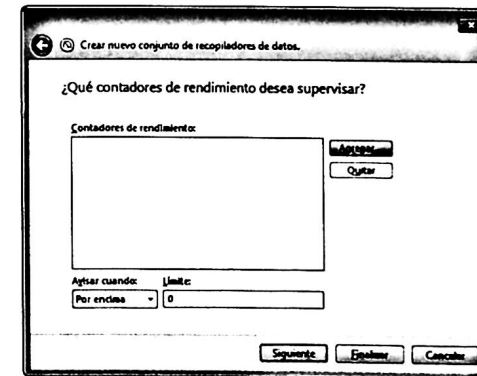 Crear nuevo conjunto de recopiladores de datos.
¿Qué contadores de rendimiento desea supervisar?
Contadores de rendimiento:
Agregar...
Quitar
Avisar cuando:
Límite:
Por encima
0
Siguiente
Finalizar
Cancelar